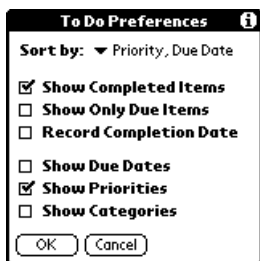 To Do Preferences
Sort by: Priority, Due Date
Show Completed Items
Show Only Due Items
Record Completion Date
Show Due Dates
Show Priorities
Show Categories
OK Cancel